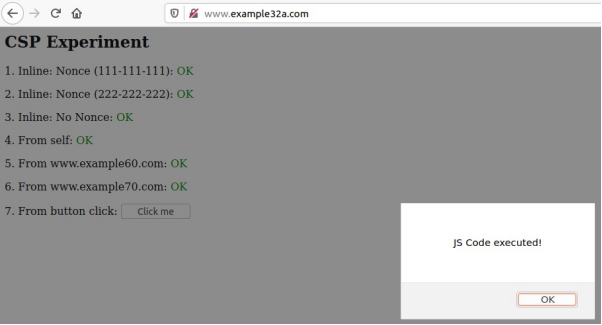 www.example32a.com
CSP Experiment
1. Inline: Nonce (111-111-111): OK
2. Inline: Nonce (222-222-222): OK
3. Inline: No Nonce: OK
4. From self: OK
5. From www.example60.com: OK
6. From www.example70.com: OK
7. From button click: Click me
JS Code executed!
OK